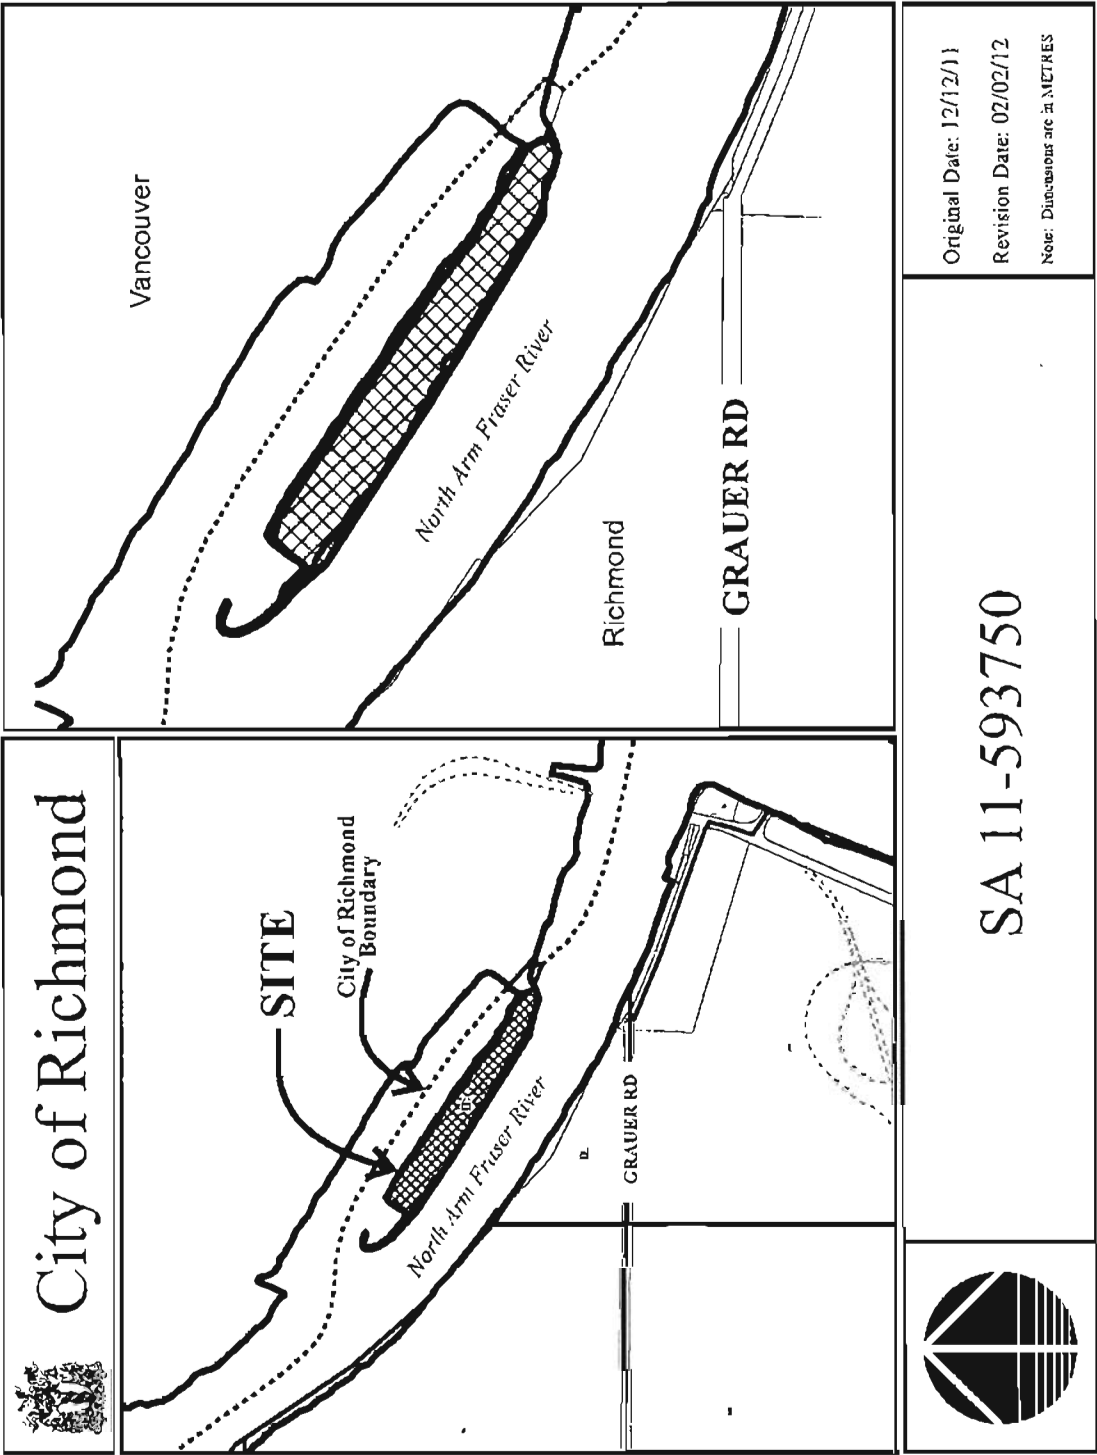 City of Richmond
SITE
City of Richmond
Boundary
North Arm Fraser River
GRAUER RD
Vancouver
North Arm Fraser River
Richmond
GRAUER RD
SA 11-593750
Original Date: 12/12/11
Revision Date: 02/02/12
Note: Dimensions are in METRES